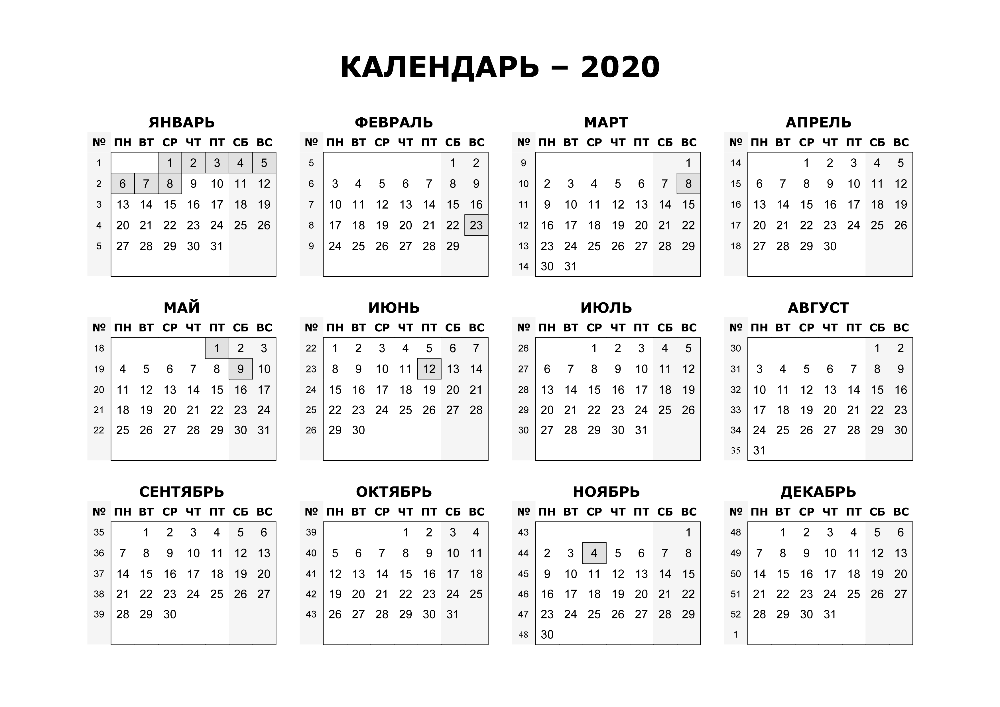 КАЛЕНДАРЬ – 2020
ЯНВАРЬ
№ ПН ВТ СР ЧТ ПТ СБ ВС
1 1 2 3 4 5
2 6 7 8 9 10 11 12
3 13 14 15 16 17 18 19
4 20 21 22 23 24 25 26
5 27 28 29 30 31
ФЕВРАЛЬ
№ ПН ВТ СР ЧТ ПТ СБ ВС
5 1 2
6 3 4 5 6 7 8 9
7 10 11 12 13 14 15 16
8 17 18 19 20 21 22 23
9 24 25 26 27 28 29
МАРТ
№ ПН ВТ СР ЧТ ПТ СБ ВС
9 1
10 2 3 4 5 6 7 8
11 9 10 11 12 13 14 15
12 16 17 18 19 20 21 22
13 23 24 25 26 27 28 29
14 30 31
АПРЕЛЬ
№ ПН ВТ СР ЧТ ПТ СБ ВС
14 1 2 3 4 5
15 6 7 8 9 10 11 12
16 13 14 15 16 17 18 19
17 20 21 22 23 24 25 26
18 27 28 29 30
МАЙ
№ ПН ВТ СР ЧТ ПТ СБ ВС
18 1 2 3
19 4 5 6 7 8 9 10
20 11 12 13 14 15 16 17
21 18 19 20 21 22 23 24
22 25 26 27 28 29 30 31
ИЮНЬ
№ ПН ВТ СР ЧТ ПТ СБ ВС
22 1 2 3 4 5 6 7
23 8 9 10 11 12 13 14
24 15 16 17 18 19 20 21
25 22 23 24 25 26 27 28
26 29 30
ИЮЛЬ
№ ПН ВТ СР ЧТ ПТ СБ ВС
26 1 2 3 4 5
27 6 7 8 9 10 11 12
28 13 14 15 16 17 18 19
29 20 21 22 23 24 25 26
30 27 28 29 30 31
АВГУСТ
№ ПН ВТ СР ЧТ ПТ СБ ВС
30 1 2
31 3 4 5 6 7 8 9
32 10 11 12 13 14 15 16
33 17 18 19 20 21 22 23
34 24 25 26 27 28 29 30
35 31
СЕНТЯБРЬ
№ ПН ВТ СР ЧТ ПТ СБ ВС
35 1 2 3 4 5 6
36 7 8 9 10 11 12 13
37 14 15 16 17 18 19 20
38 21 22 23 24 25 26 27
39 28 29 30
ОКТЯБРЬ
№ ПН ВТ СР ЧТ ПТ СБ ВС
39 1 2 3 4
40 5 6 7 8 9 10 11
41 12 13 14 15 16 17 18
42 19 20 21 22 23 24 25
43 26 27 28 29 30 31
НОЯБРЬ
№ ПН ВТ СР ЧТ ПТ СБ ВС
43 1
44 2 3 4 5 6 7 8
45 9 10 11 12 13 14 15
46 16 17 18 19 20 21 22
47 23 24 25 26 27 28 29
48 30
ДЕКАБРЬ
№ ПН ВТ СР ЧТ ПТ СБ ВС
48 1 2 3 4 5 6
49 7 8 9 10 11 12 13
50 14 15 16 17 18 19 20
51 21 22 23 24 25 26 27
52 28 29 30 31
1